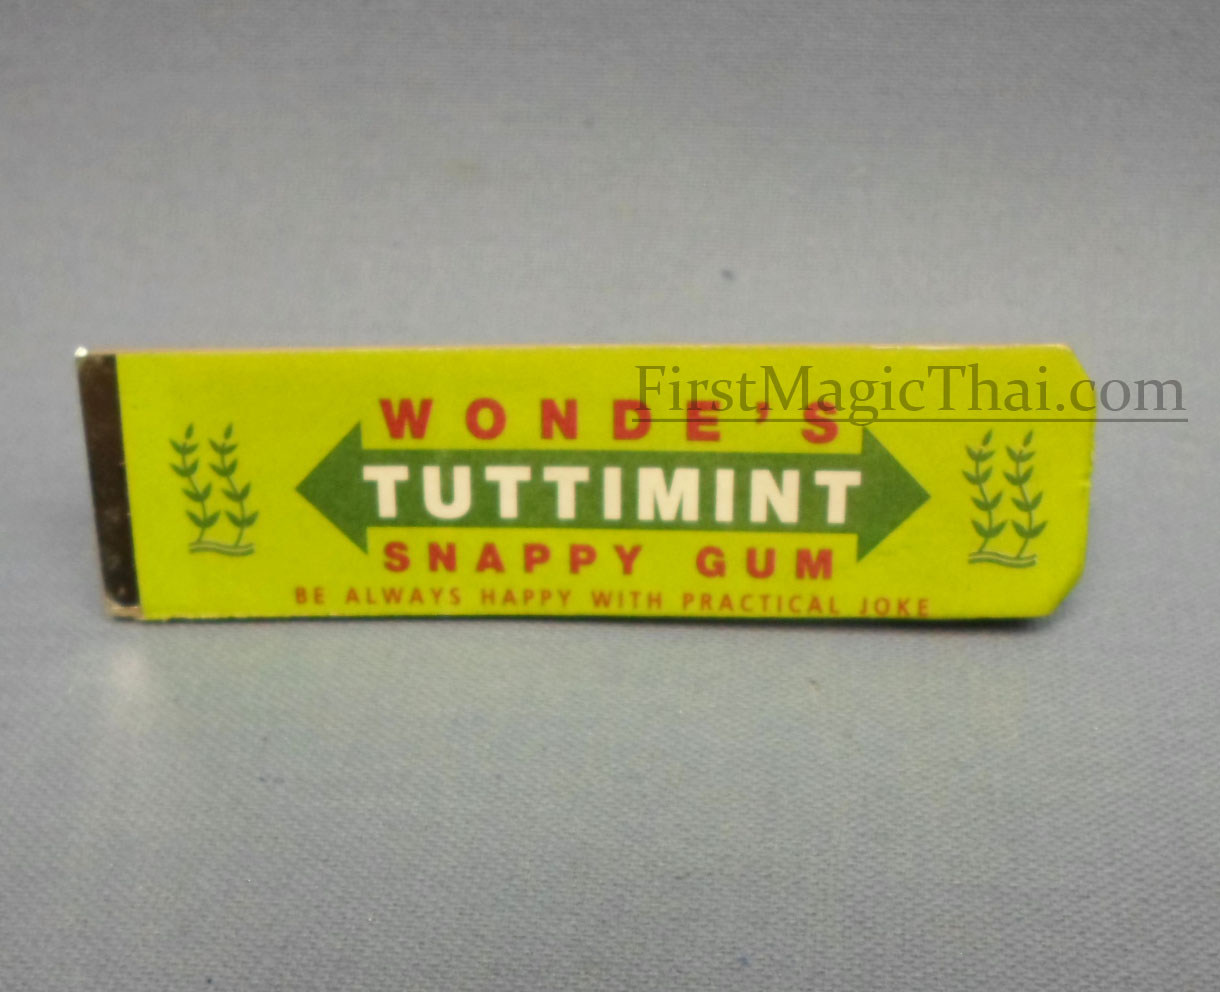 FirstMagicThai.com
WONDE'S
TUTTIMINT
SNAPPY GUM
BE ALWAYS HAPPY WITH PRACTICAL JOKE